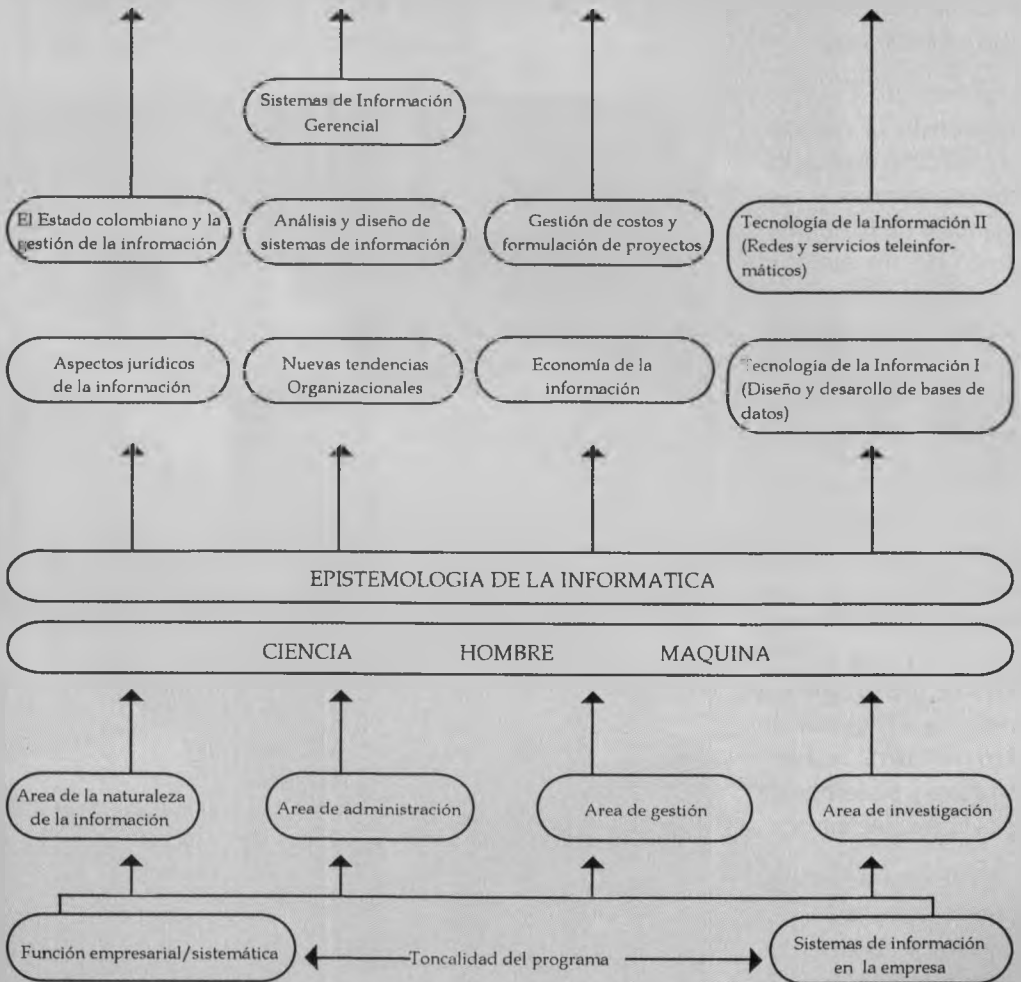 Sistemas de Información
Gerencial
El Estado colombiano y la
gestión de la infromación
Análisis y diseño de
sistemas de información
Gestión de costos y
formulación de proyectos
Tecnología de la Información II
(Redes y servicios teleinfor-
máticos)
Aspectos jurídicos
de la información
Nuevas tendencias
Organizacionales
Economía de la
información
Tecnología de la Información I
(Diseño y desarollo de bases de
datos)
EPISTEMOLOGIA DE LA INFORMATICA
CIENCIA HOMBRE MAQUINA
Area de la naturaleza
de la información
Area de administración
Area de gestión
Area de investigación
Función empresarial/sistemática
Toncalidad del programa
Sistemas de información
en la empresa